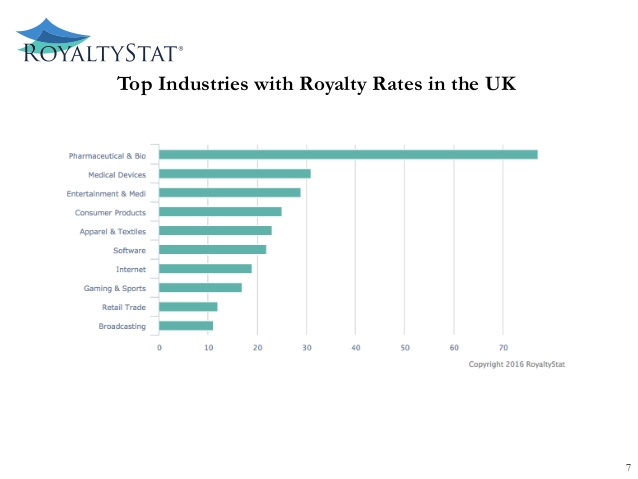 ROYALTYSTAT®
Top Industries with Royalty Rates in the UK
Pharmaceutical & Bio
Medical Devices
Entertainment & Medi
Consumer Products
Apparel & Textiles
Software
Internet
Gaming & Sports
Retail Trade
Broadcasting
0 10 20 30 40 50 60 70
Copyright 2016 RoyaltyStat
7